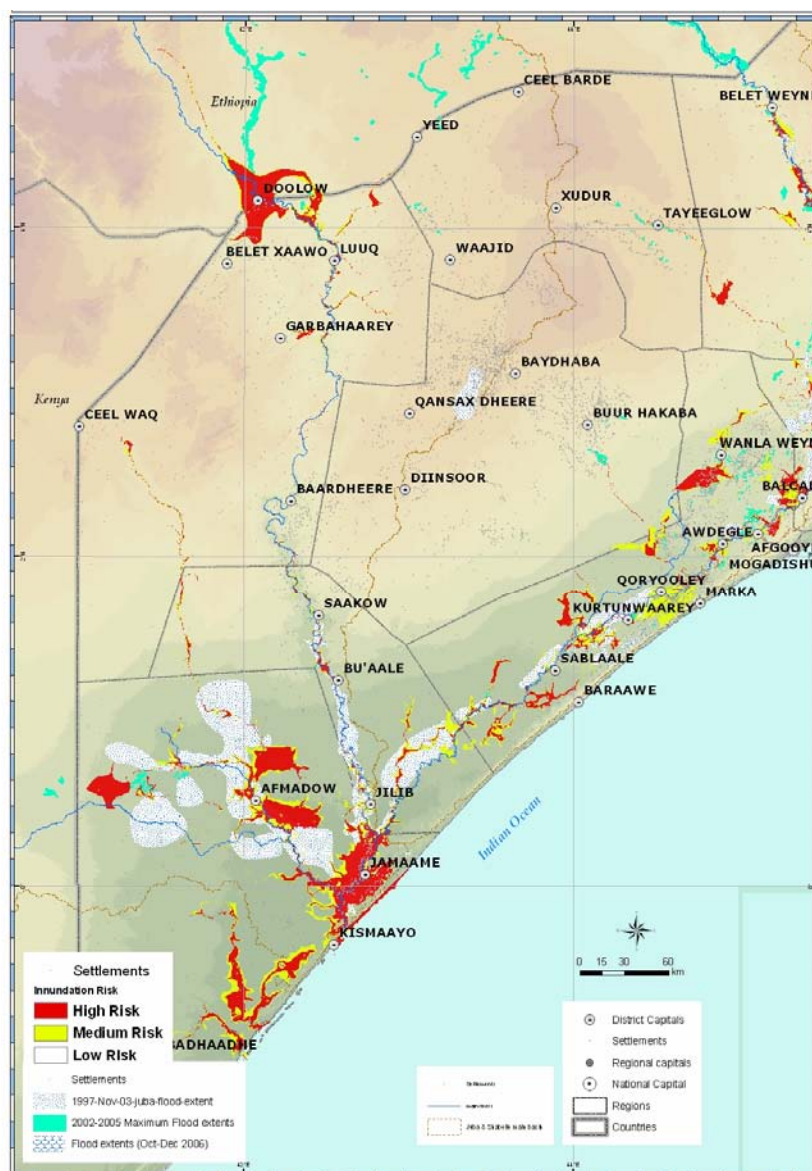 Ethiopia
CEEL BARDE
BELET WEYNE
YEED
DOOLOW
XUDUR
TAYEEGLOW
BELET XAAWO
LUUQ
WAAJID
GARBAHAAREY
BAYDHABA
Kenya
CEEL WAQ
QANSAX DHEERE
BUUR HAKABA
WANLA WEYN
BAARDHEERE
DIINSOOR
BALCAD
AWDEGLE
AFGOOYE
MOGADISHU
QORYOOLEY
MARKA
SAAKOW
KURTUNWAAREY
BU'AALE
SABLAALE
BARAAWE
AFMADOW
JILIB
Indian Ocean
JAMAAME
KISMAAYO
0 15 30 60
km
BADHAADHE
Settlements
Innundation Risk
High Risk
Medium Risk
Low Risk
Settlements
1997-Nov-03-juba-flood-extent
2002-2005 Maximum Flood extents
Flood extents (Oct-Dec 2006)
District Capitals
Settlements
Regional capitals
National Capital
Regions
Countries